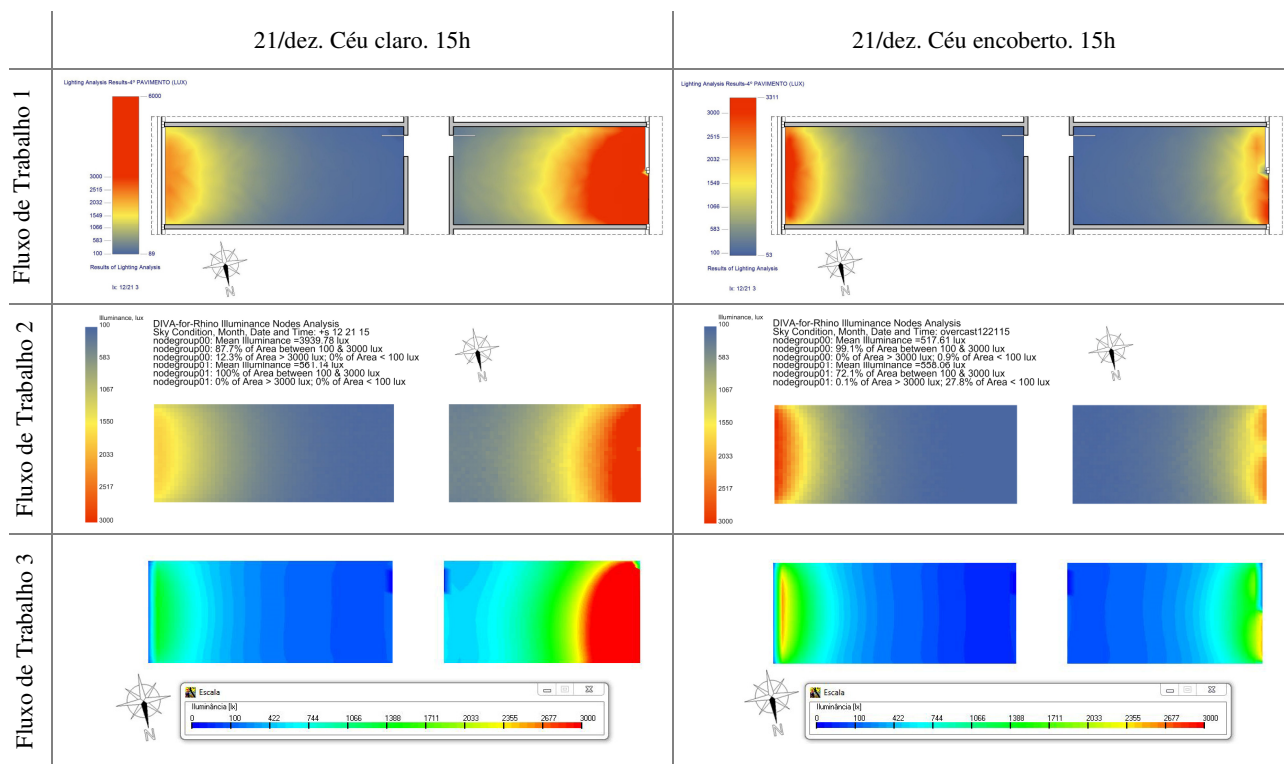 21/dez. Céu claro. 15h
21/dez. Céu encoberto. 15h
Fluxo de Trabalho 1
Lighting Analysis Results-4º PAVIMENTO (LUX)
6000
3000
2515
2032
1549
1066
583
100
89
Results of Lighting Analysis
lx: 12/21 3
N
Lighting Analysis Results-4º PAVIMENTO (LUX)
3311
3000
2515
2032
1549
1066
583
100
53
Results of Lighting Analysis
lx: 12/21 3
N
Fluxo de Trabalho 2
Illuminance, lux
100
583
1067
1550
2033
2517
3000
DIVA-for-Rhino Illuminance Nodes Analysis
Sky Condition, Month, Date and Time: +s 12 21 15
nodegroup00: Mean Illuminance =3939.78 lux
nodegroup00: 87.7% of Area between 100 & 3000 lux
nodegroup00: 12.3% of Area > 3000 lux; 0% of Area < 100 lux
nodegroup01: Mean Illuminance =561.14 lux
nodegroup01: 100% of Area between 100 & 3000 lux
nodegroup01: 0% of Area > 3000 lux; 0% of Area < 100 lux
N
Illuminance, lux
100
583
1067
1550
2033
2517
3000
DIVA-for-Rhino Illuminance Nodes Analysis
Sky Condition, Month, Date and Time: overcast122115
nodegroup00: Mean Illuminance =517.61 lux
nodegroup00: 99.1% of Area between 100 & 3000 lux
nodegroup00: 0% of Area > 3000 lux; 0.9% of Area < 100 lux
nodegroup01: Mean Illuminance =558.06 lux
nodegroup01: 72.1% of Area between 100 & 3000 lux
nodegroup01: 0.1% of Area > 3000 lux; 27.8% of Area < 100 lux
N
Fluxo de Trabalho 3
N
Escala
Iluminância [lx]
0 100 422 744 1066 1388 1711 2033 2355 2677 3000
N
Escala
Iluminância [lx]
0 100 422 744 1066 1388 1711 2033 2355 2677 3000